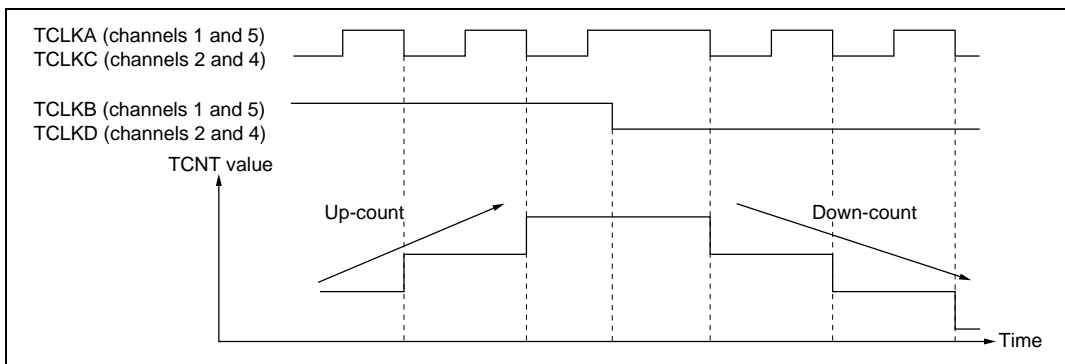 TCLKA (channels 1 and 5)
TCLKC (channels 2 and 4)
TCLKB (channels 1 and 5)
TCLKD (channels 2 and 4)
TCNT value
Up-count
Down-count
Time